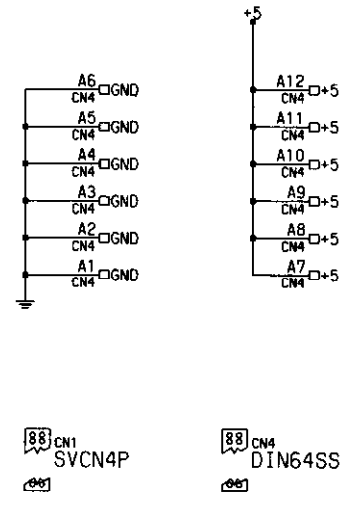 +5
A6
CN4 GND
A5
CN4 GND
A4
CN4 GND
A3
CN4 GND
A2
CN4 GND
A1
CN4 GND
A12
CN4 +5
A11
CN4 +5
A10
CN4 +5
A9
CN4 +5
A8
CN4 +5
A7
CN4 +5
88 CN1
SVCN4P
88 CN4
DIN64SS